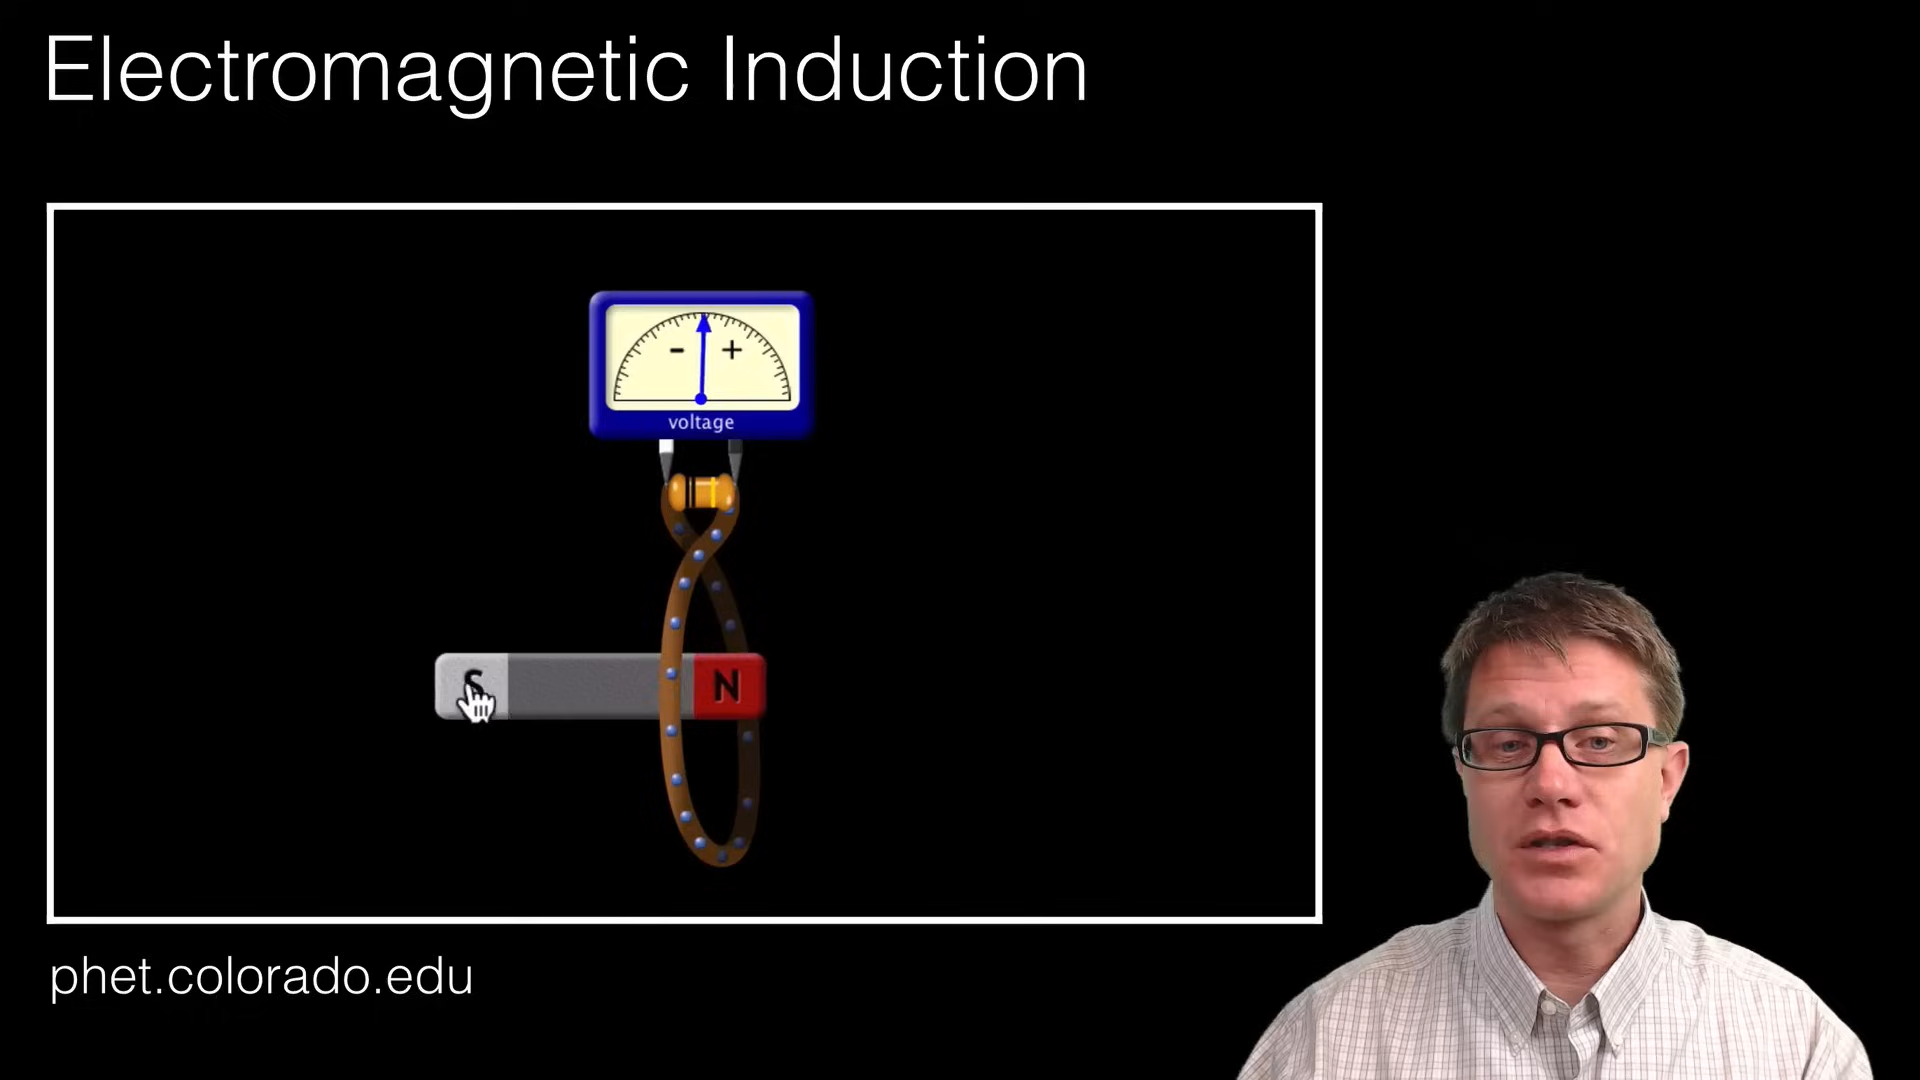 Electromagnetic Induction
- +
voltage
S N
phet.colorado.edu